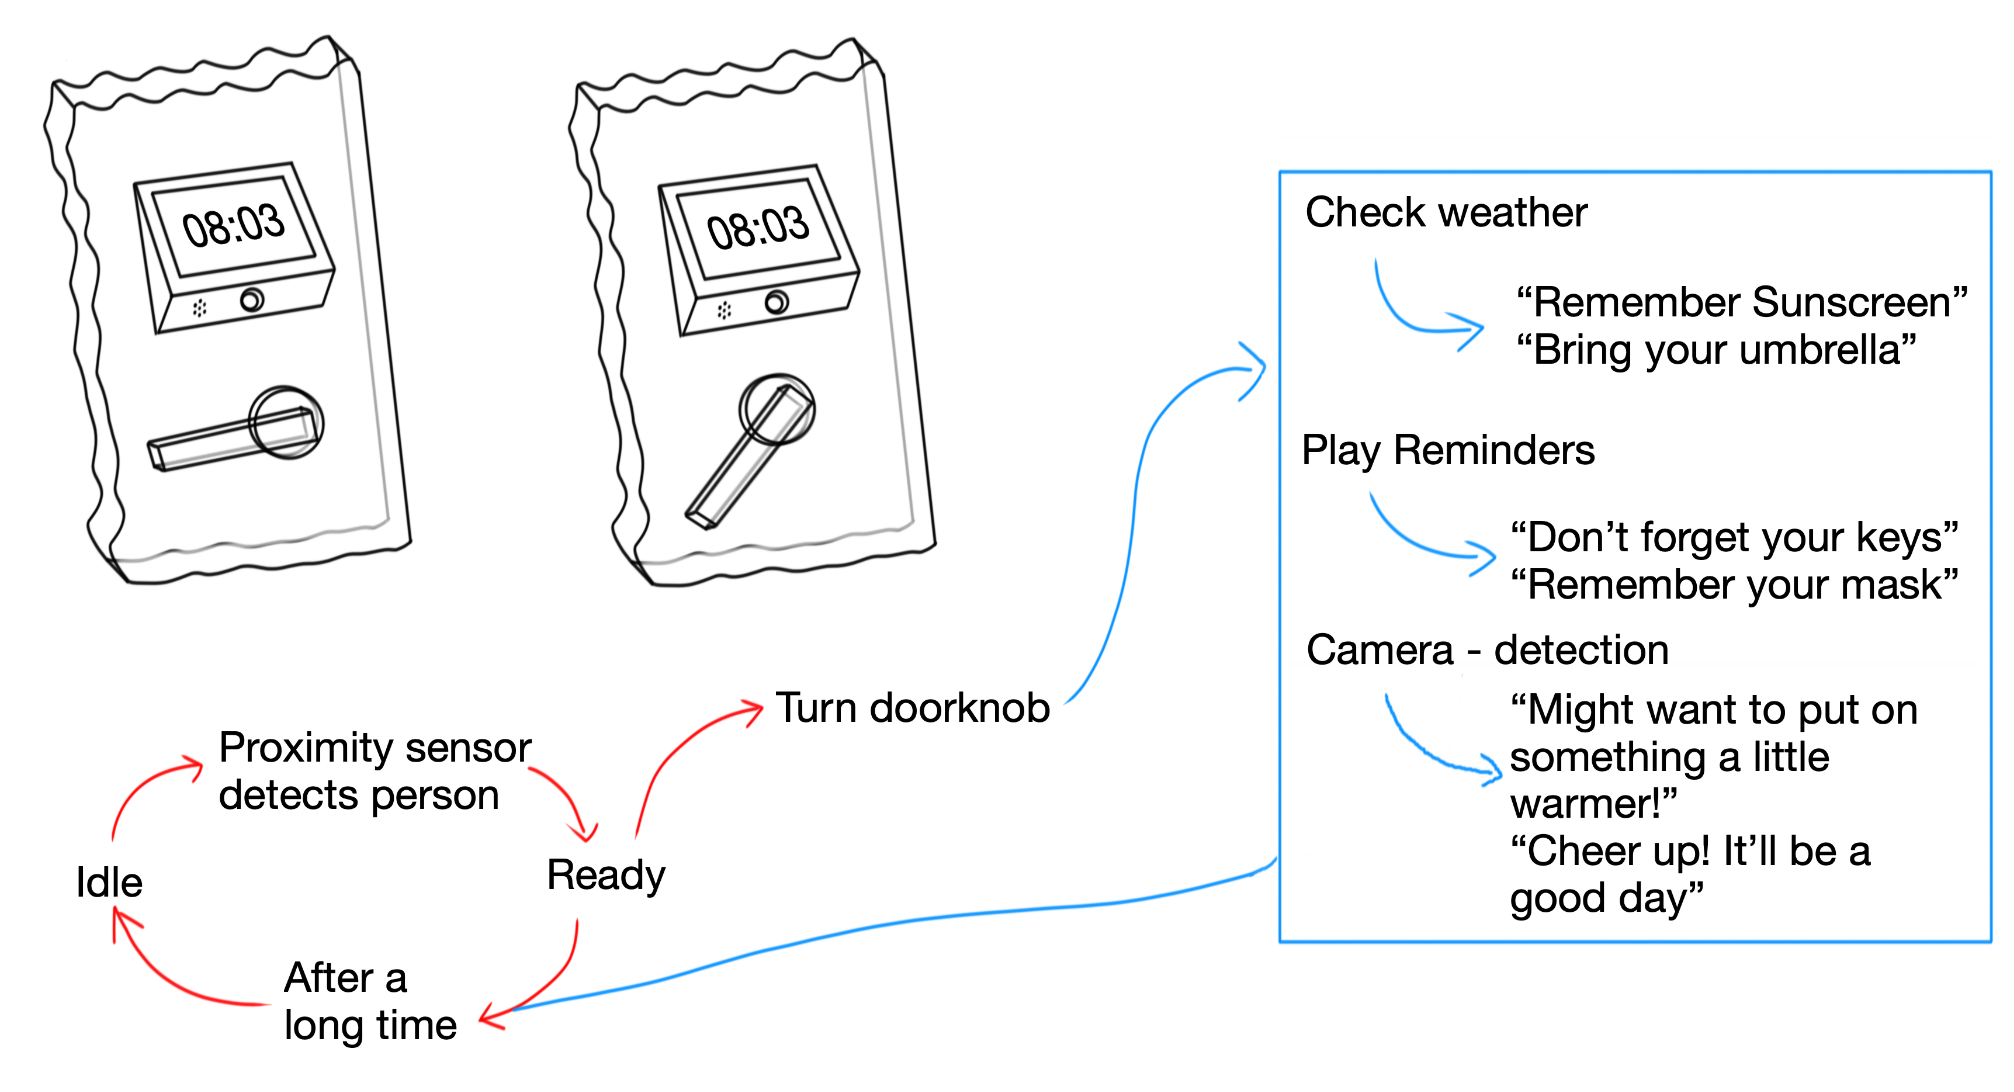 08:03
08:03
Check weather
“Remember Sunscreen”
“Bring your umbrella”
Play Reminders
“Don’t forget your keys”
“Remember your mask”
Camera - detection
“Might want to put on
something a little
warmer!”
“Cheer up! It’ll be a
good day”
Turn doorknob
Proximity sensor
detects person
Ready
Idle
After a
long time